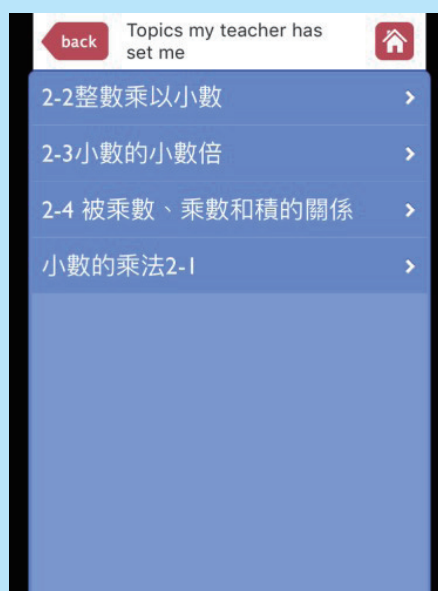 back
Topics my teacher has
set me
2-2整數乘以小數
2-3小數的小數倍
2-4 被乘數、乘數和積的關係
小數的乘法2-1